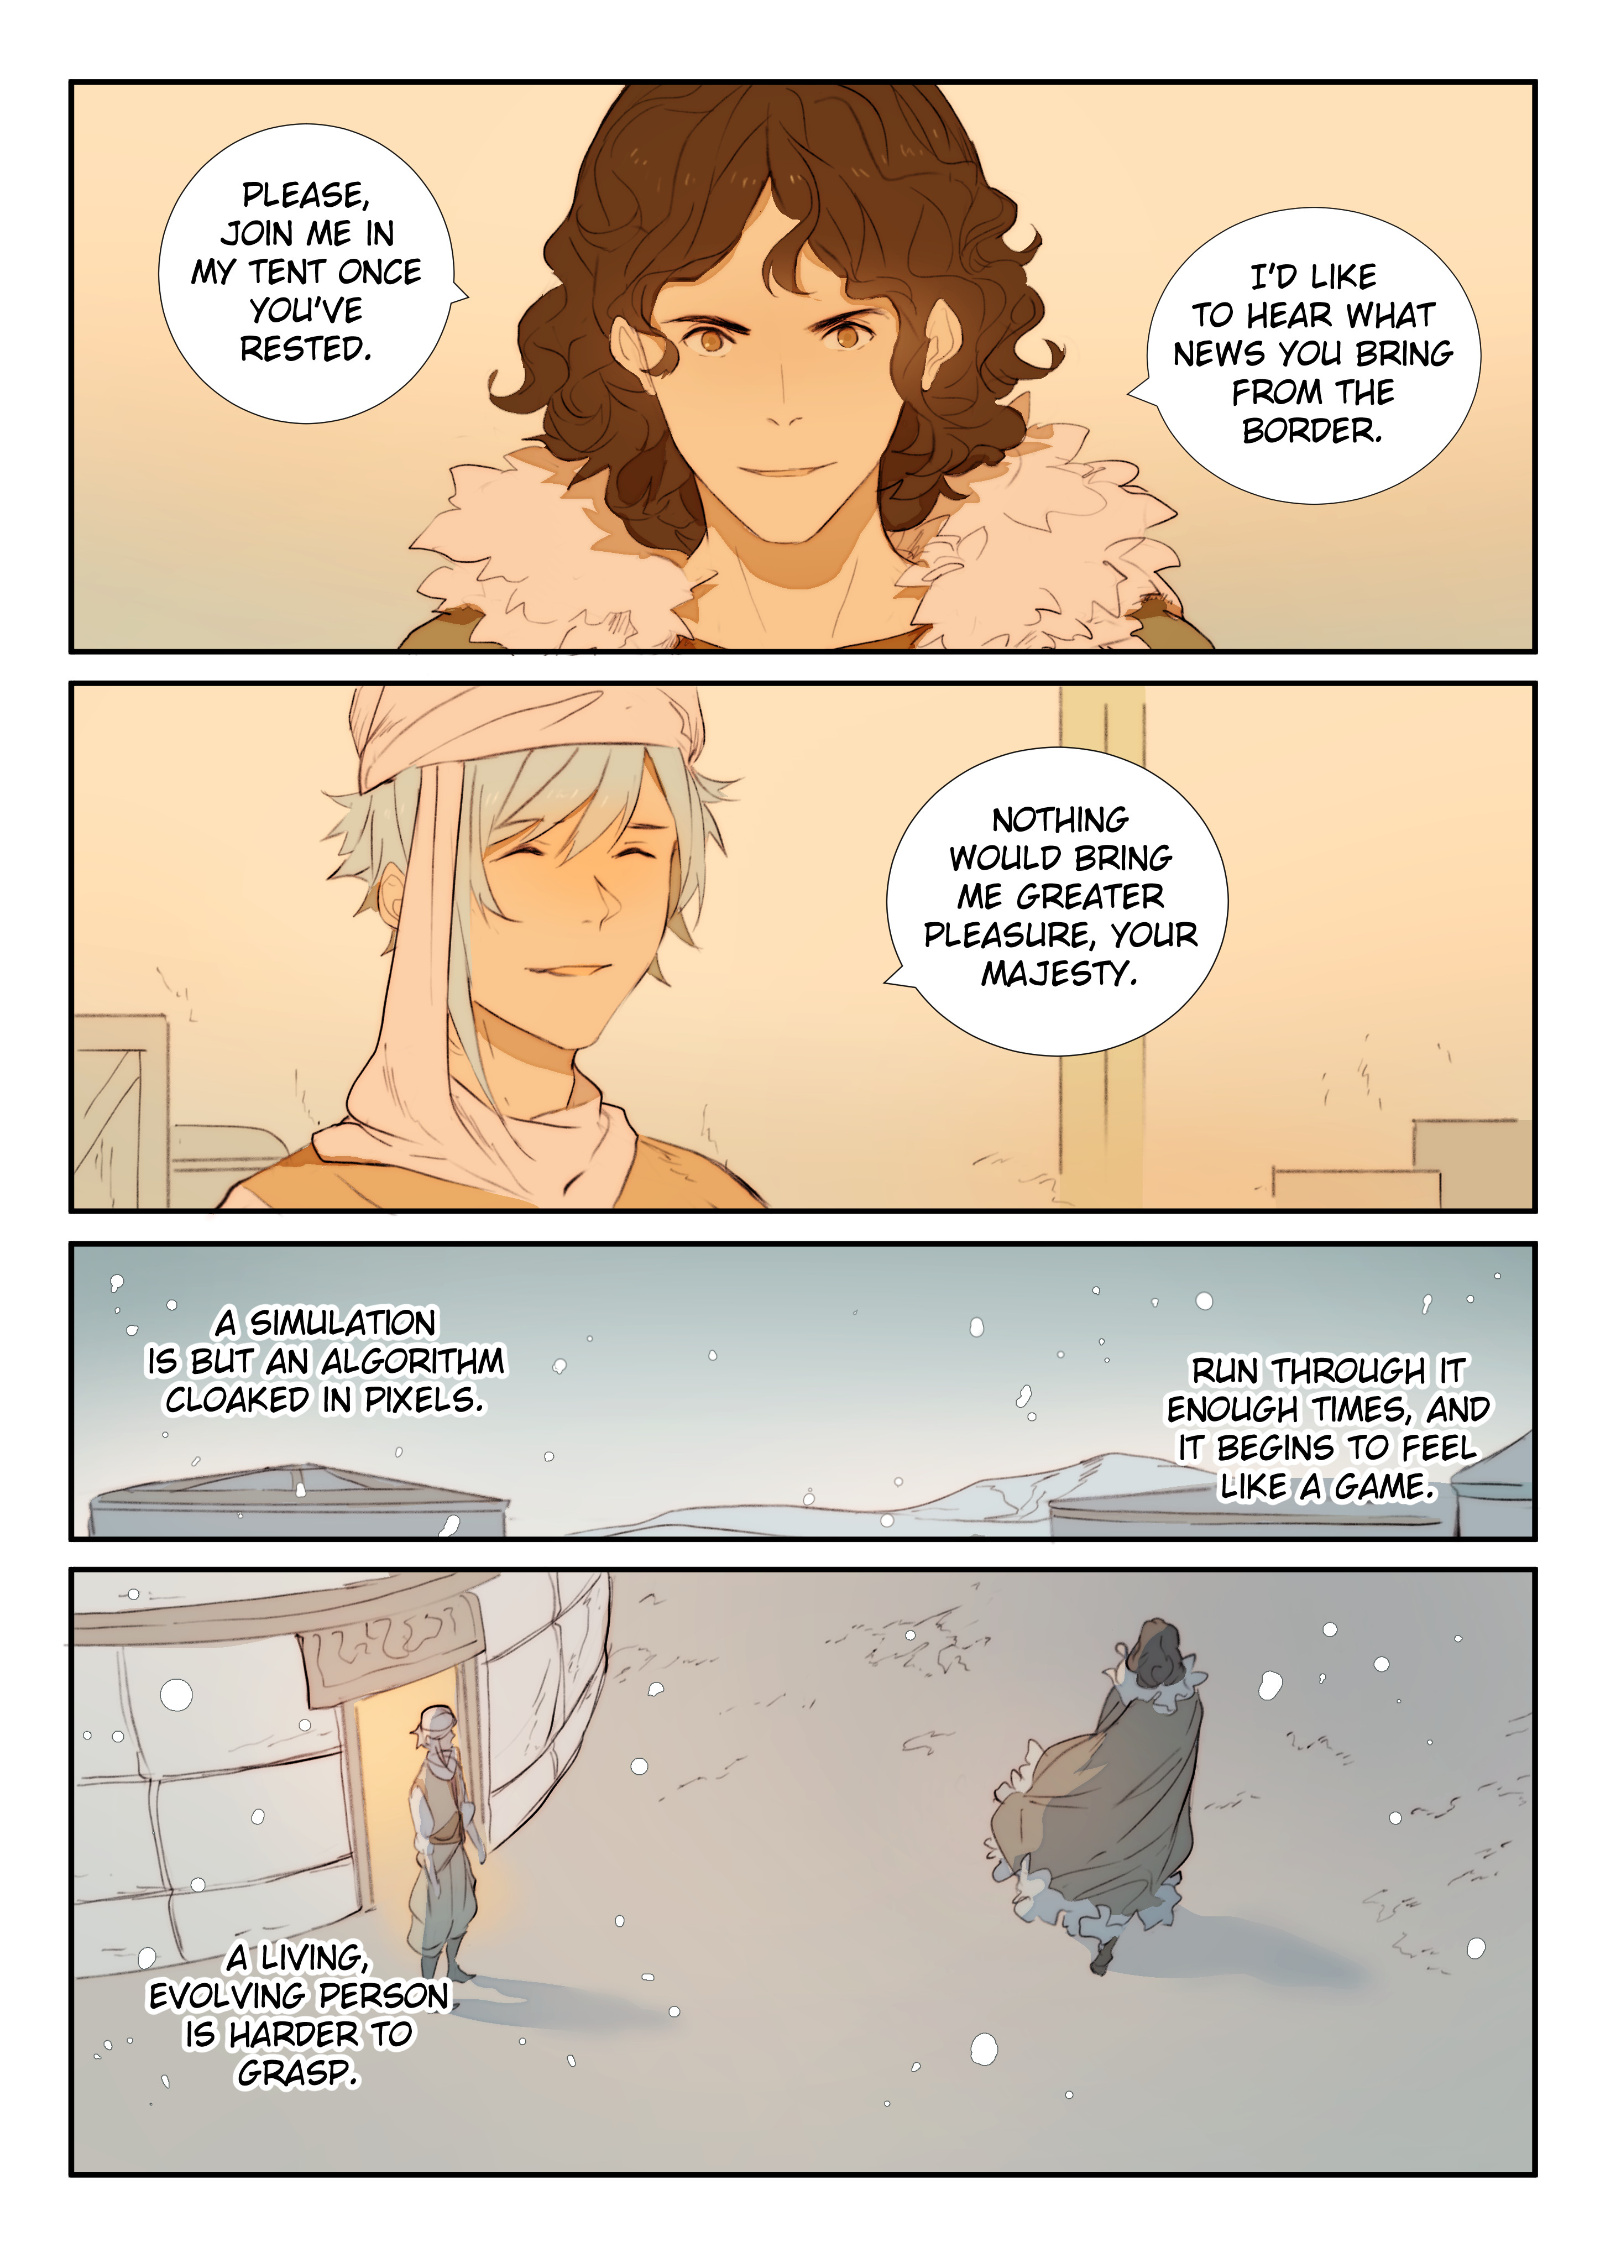 PLEASE,
JOIN ME IN
MY TENT ONCE
YOU'VE
RESTED.
I'D LIKE
TO HEAR WHAT
NEWS YOU BRING
FROM THE
BORDER.
NOTHING
WOULD BRING
ME GREATER
PLEASURE, YOUR
MAJESTY.
A SIMULATION
IS BUT AN ALGORITHM
CLOAKED IN PIXELS.
RUN THROUGH IT
ENOUGH TIMES, AND
IT BEGINS TO FEEL
LIKE A GAME.
A LIVING,
EVOLVING PERSON
IS HARDER TO
GRASP.